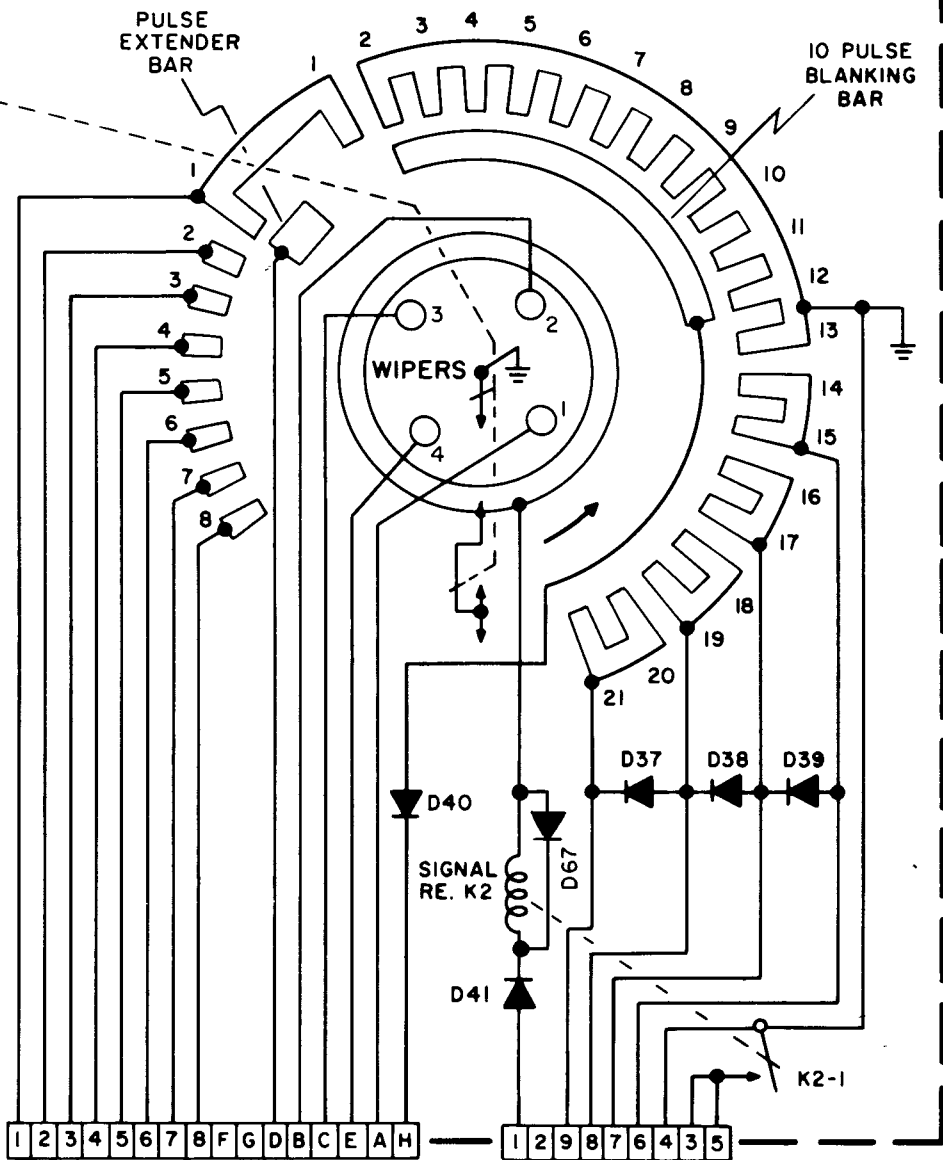 PULSE
EXTENDER
BAR
10 PULSE
BLANKING
BAR
1
2
3
4
5
6
7
8
9
10
11
12
13
14
15
16
17
18
19
20
21
1
2
3
4
5
6
7
8
3
2
WIPERS
4
1
D37
D38
D39
D40
D67
SIGNAL
RE. K2
D41
K2-1
1 2 3 4 5 6 7 8 F G D B C E A H
1 2 9 8 7 6 4 3 5